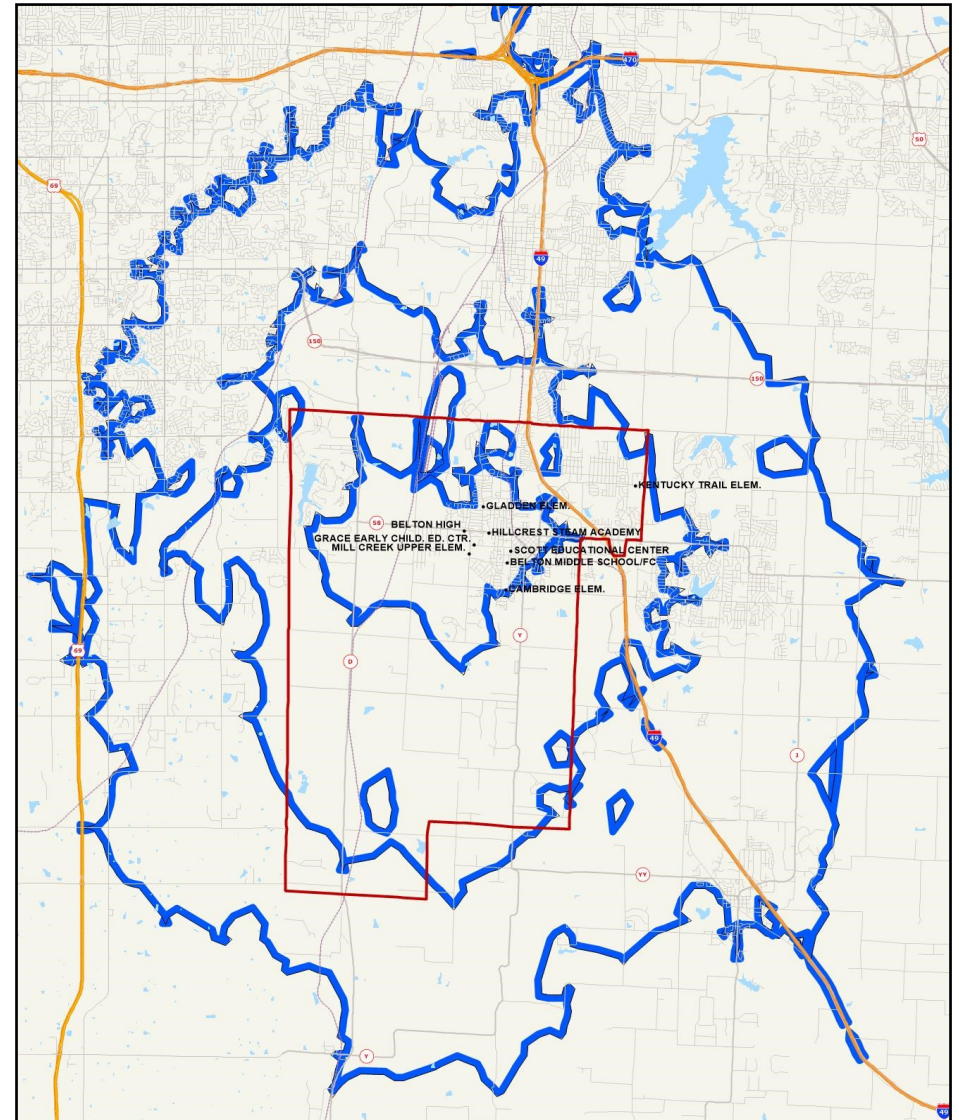 470
50
69
49
150
150
KENTUCKY TRAIL ELEM.
GLADDEN ELEM.
58
BELTON HIGH
HILLCREST STEAM ACADEMY
GRACE EARLY CHILD. ED. CTR.
MILL CREEK UPPER ELEM.
SCOTT EDUCATIONAL CENTER
BELTON MIDDLE SCHOOL/FC
CAMBRIDGE ELEM.
Y
69
D
49
J
YY
Y
49